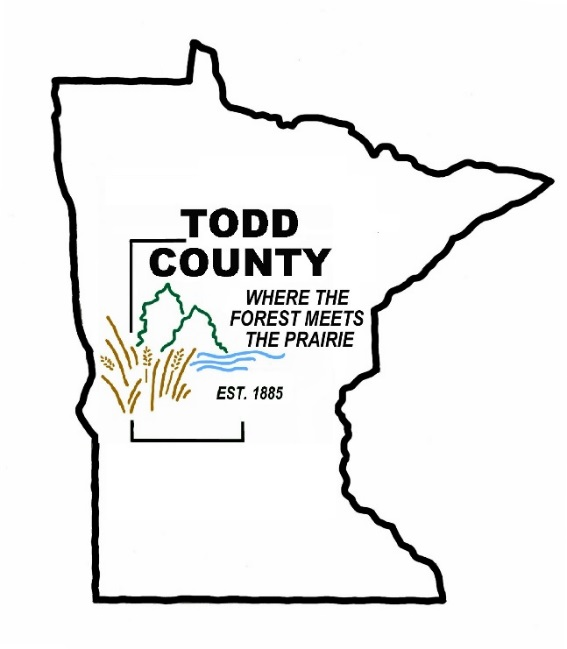 TODD
COUNTY
WHERE THE
FOREST MEETS
THE PRAIRIE
EST. 1885